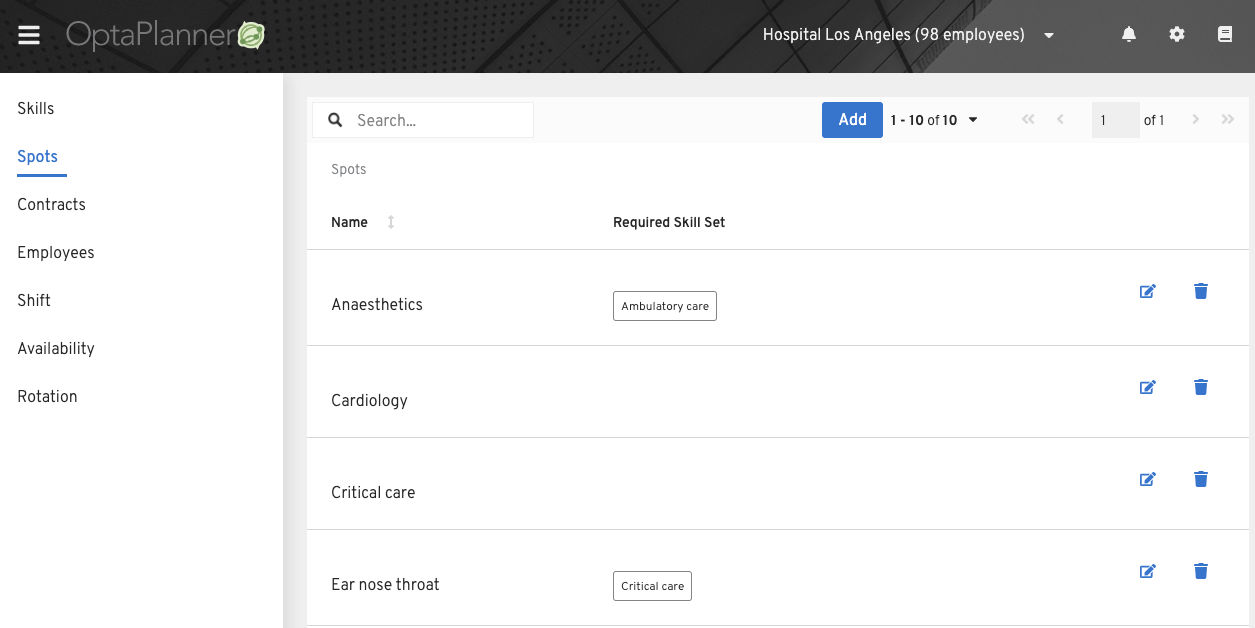 OptaPlanner
Hospital Los Angeles (98 employees)
Skills
Spots
Contracts
Employees
Shift
Availability
Rotation
Search...
Add
1 - 10 of 10
1
of 1
Spots
Name
Required Skill Set
Anaesthetics
Ambulatory care
Cardiology
Critical care
Ear nose throat
Critical care